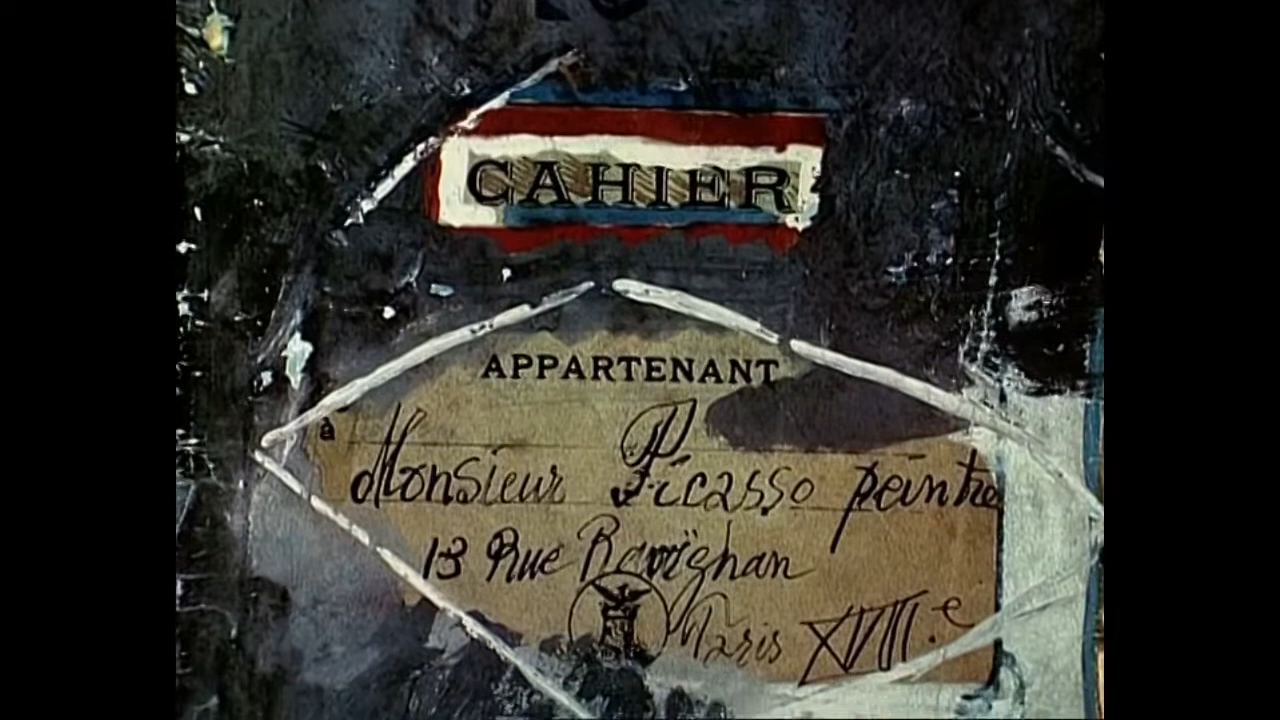 CAHIER
APPARTENANT
à
Monsieur Picasso peintre
13 Rue Ravignan
Paris XVIII.e